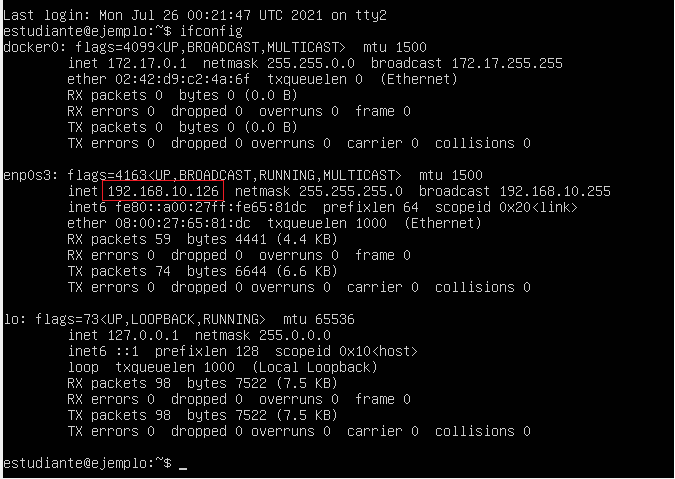 Last login: Mon Jul 26 00:21:47 UTC 2021 on tty2
estudiante@ejemplo:~$ ifconfig
docker0: flags=4099<UP,BROADCAST,MULTICAST>  mtu 1500
        inet 172.17.0.1  netmask 255.255.0.0  broadcast 172.17.255.255
        ether 02:42:d9:c2:4a:6f  txqueuelen 0  (Ethernet)
        RX packets 0  bytes 0 (0.0 B)
        RX errors 0  dropped 0  overruns 0  frame 0
        TX packets 0  bytes 0 (0.0 B)
        TX errors 0  dropped 0 overruns 0  carrier 0  collisions 0

enp0s3: flags=4163<UP,BROADCAST,RUNNING,MULTICAST>  mtu 1500
        inet 192.168.10.126  netmask 255.255.255.0  broadcast 192.168.10.255
        inet6 fe80::a00:27ff:fe65:81dc  prefixlen 64  scopeid 0x20<link>
        ether 08:00:27:65:81:dc  txqueuelen 1000  (Ethernet)
        RX packets 59  bytes 4441 (4.4 KB)
        RX errors 0  dropped 0  overruns 0  frame 0
        TX packets 74  bytes 6644 (6.6 KB)
        TX errors 0  dropped 0 overruns 0  carrier 0  collisions 0

lo: flags=73<UP,LOOPBACK,RUNNING>  mtu 65536
        inet 127.0.0.1  netmask 255.0.0.0
        inet6 ::1  prefixlen 128  scopeid 0x10<host>
        loop  txqueuelen 1000  (Local Loopback)
        RX packets 98  bytes 7522 (7.5 KB)
        RX errors 0  dropped 0  overruns 0  frame 0
        TX packets 98  bytes 7522 (7.5 KB)
        TX errors 0  dropped 0 overruns 0  carrier 0  collisions 0

estudiante@ejemplo:~$ _